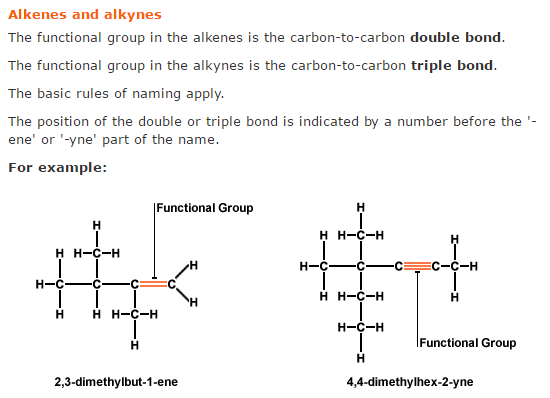 Alkenes and alkynes
The functional group in the alkenes is the carbon-to-carbon double bond.
The functional group in the alkynes is the carbon-to-carbon triple bond.
The basic rules of naming apply.
The position of the double or triple bond is indicated by a number before the '-
ene' or '-yne' part of the name.
For example:
Functional Group
H
H H-C-H
H
H-C C C C
H
H H H-C-H
H
2,3-dimethylbut-1-ene
H
H H-C-H H
H-C C C C-C-H
H H-C-H H
H-C-H
H
Functional Group
4,4-dimethylhex-2-yne